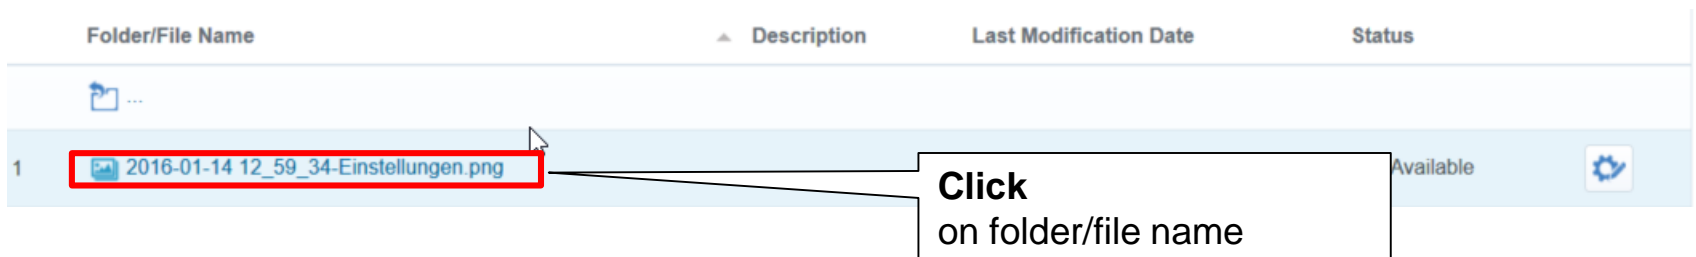 Folder/File Name Description Last Modification Date Status
...
1 2016-01-14 12_59_34-Einstellungen.png Available
Click
on folder/file name